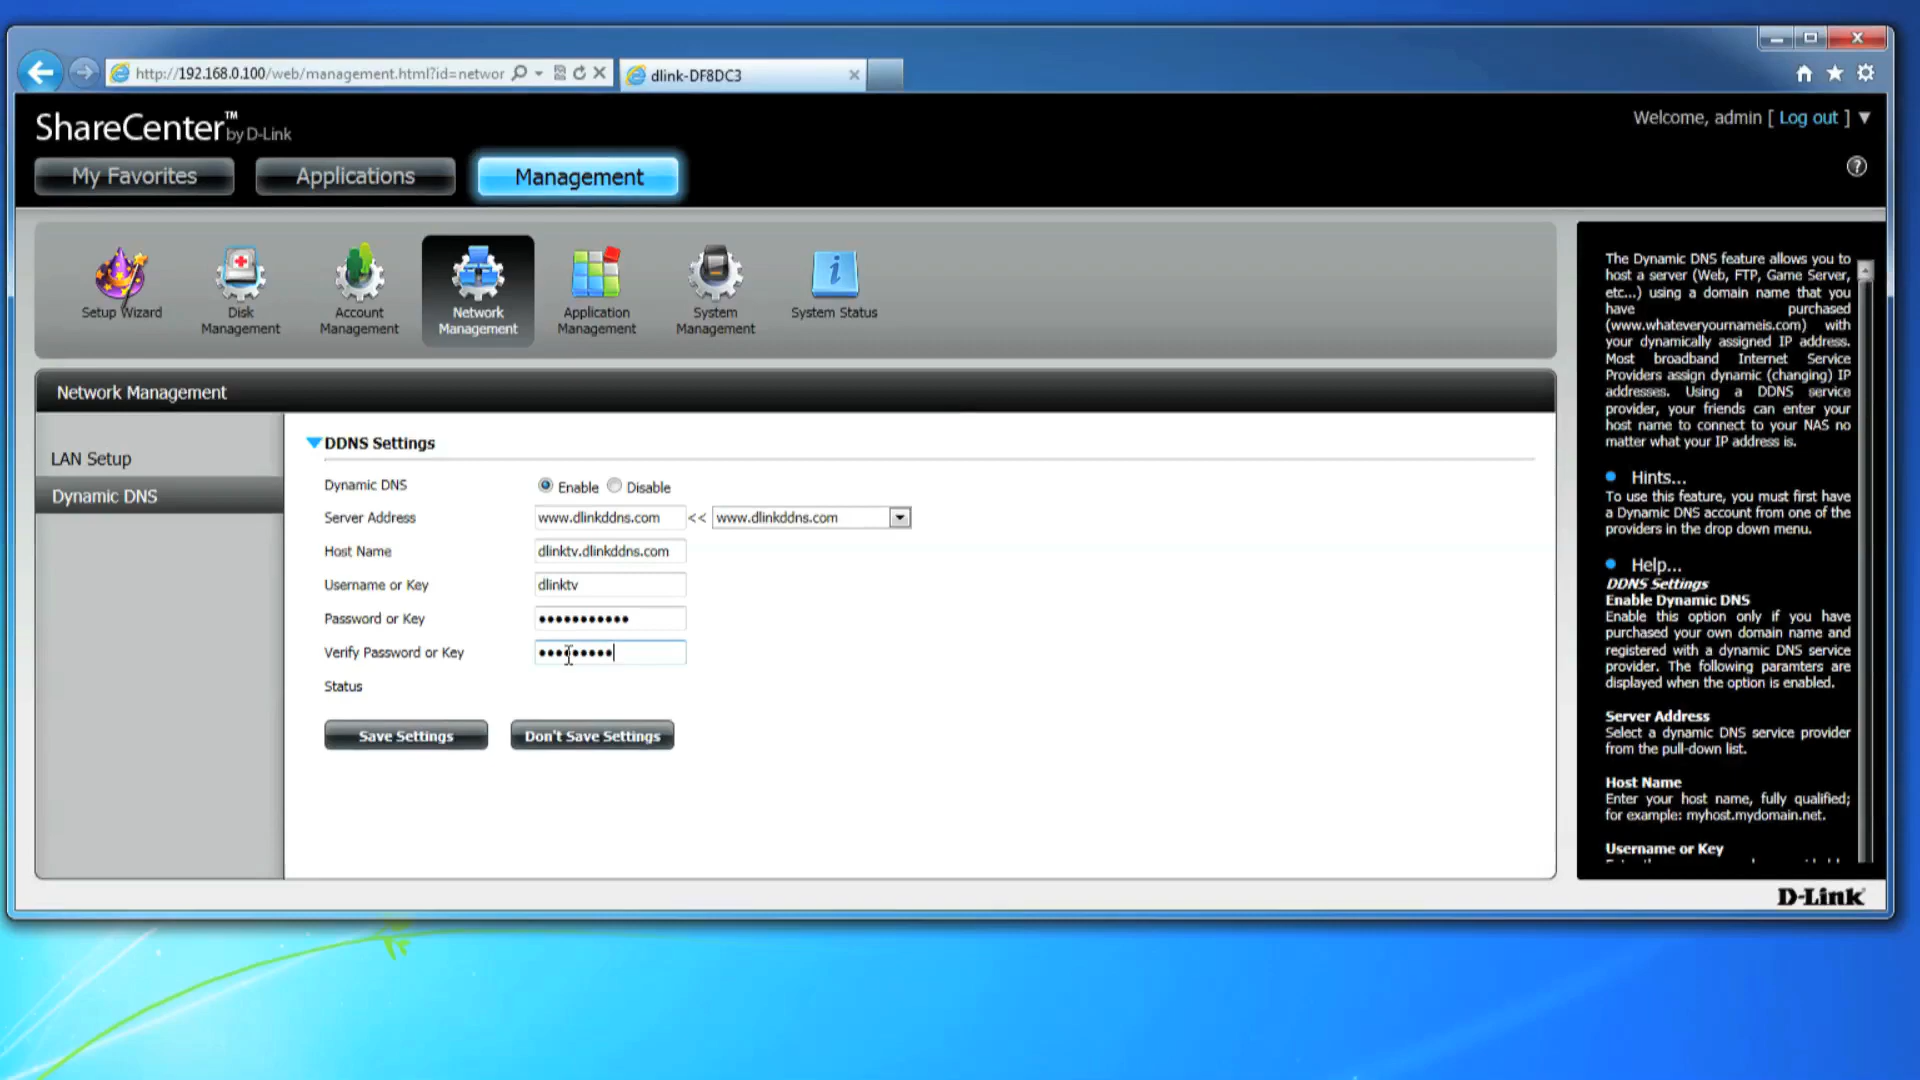 http://192.168.0.100/web/management.html?id=networ
dlink-DF8DC3
ShareCenter™ by D-Link
Welcome, admin [ Log out ] ▼
My Favorites
Applications
Management
?
Setup Wizard
Disk
Management
Account
Management
Network
Management
Application
Management
System
Management
System Status
Network Management
LAN Setup
Dynamic DNS
DDNS Settings
Dynamic DNS
Enable
Disable
Server Address
www.dlinkddns.com
<<
www.dlinkddns.com
Host Name
dlinktv.dlinkddns.com
Username or Key
dlinktv
Password or Key
•••••••••••
Verify Password or Key
•••••••••
Status
Save Settings
Don't Save Settings
The Dynamic DNS feature allows you to
host a server (Web, FTP, Game Server,
etc...) using a domain name that you
have purchased
(www.whateveryournameis.com) with
your dynamically assigned IP address.
Most broadband Internet Service
Providers assign dynamic (changing) IP
addresses. Using a DDNS service
provider, your friends can enter your
host name to connect to your NAS no
matter what your IP address is.
Hints...
To use this feature, you must first have
a Dynamic DNS account from one of the
providers in the drop down menu.
Help...
DDNS Settings
Enable Dynamic DNS
Enable this option only if you have
purchased your own domain name and
registered with a dynamic DNS service
provider. The following paramters are
displayed when the option is enabled.
Server Address
Select a dynamic DNS service provider
from the pull-down list.
Host Name
Enter your host name, fully qualified;
for example: myhost.mydomain.net.
Username or Key
D-Link